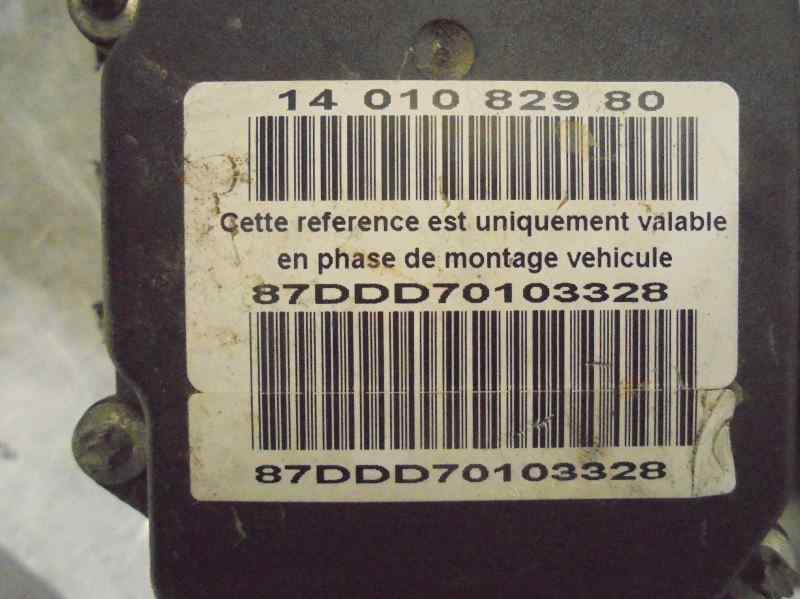 14 010 829 80
Cette reference est uniquement valable
en phase de montage vehicule
87DDD70103328
87DDD70103328